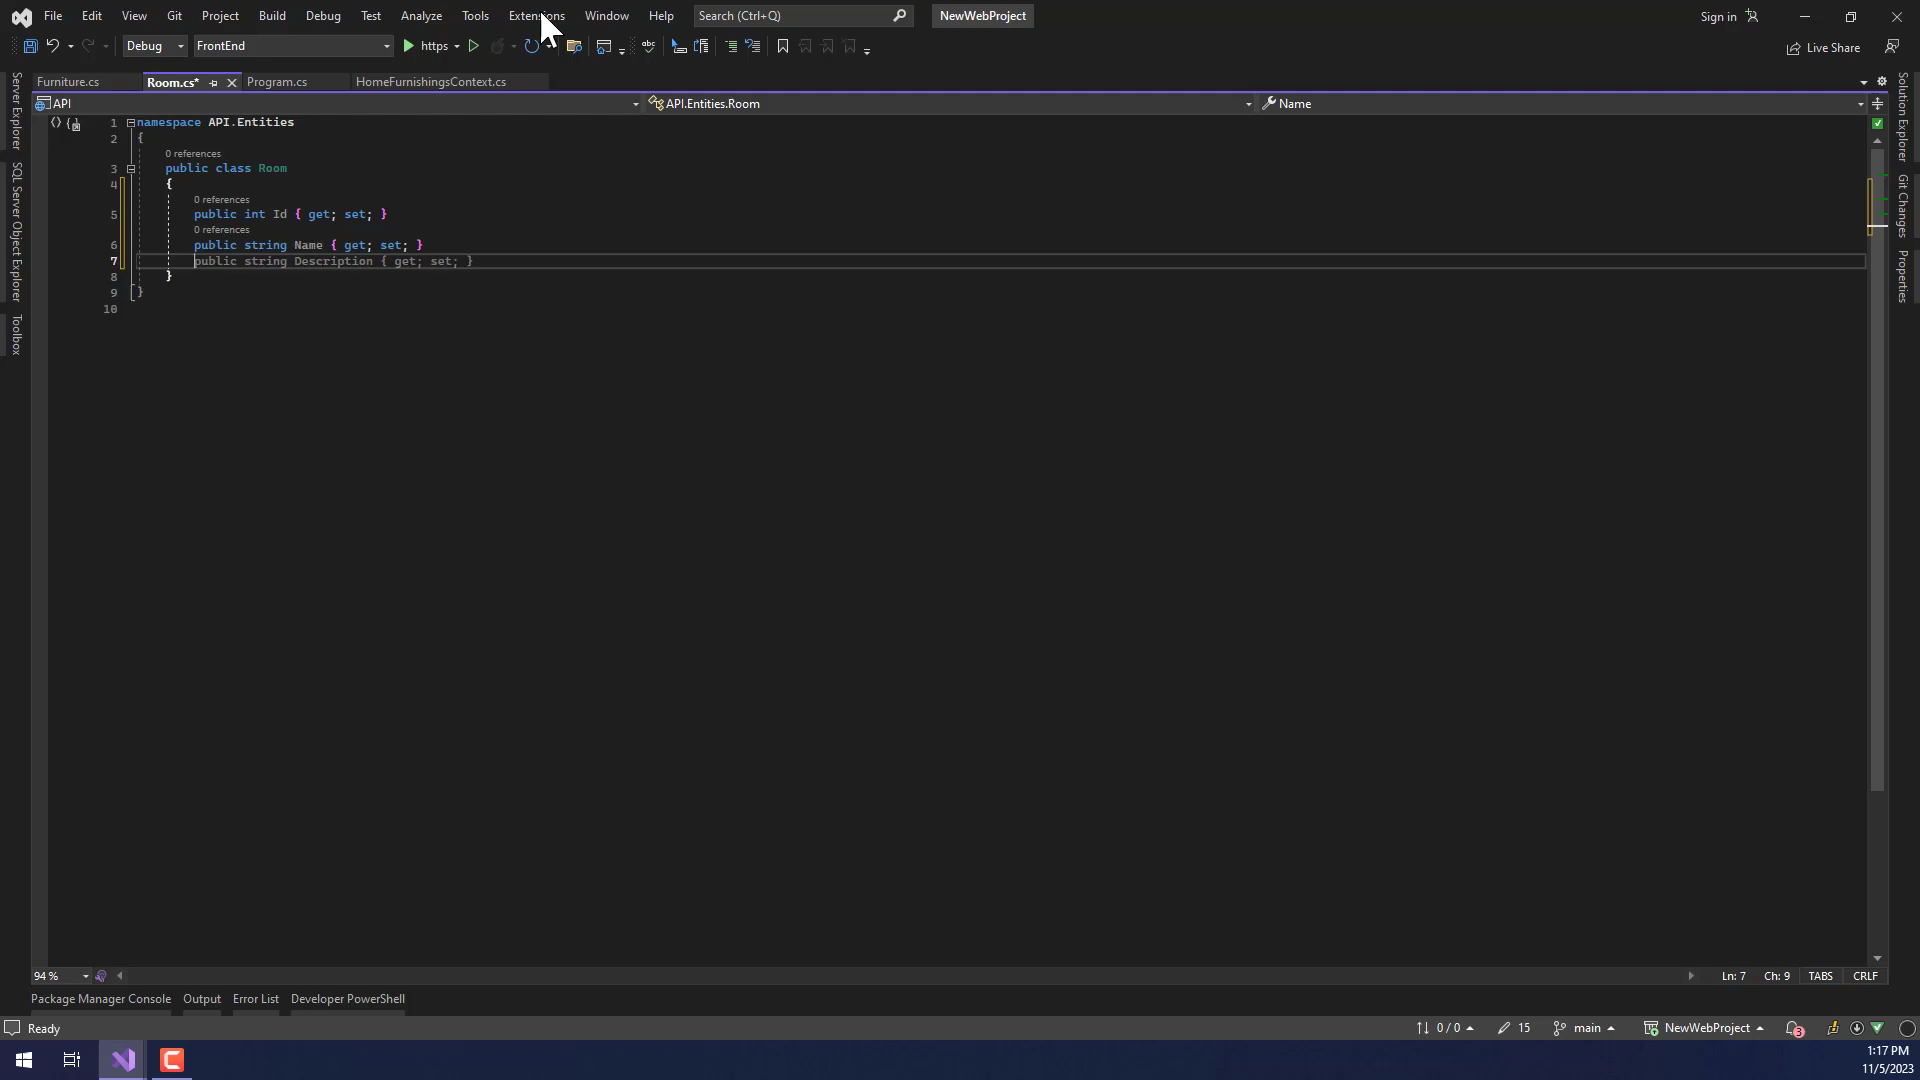 File Edit View Git Project Build Debug Test Analyze Tools Extensions Window Help Search (Ctrl+Q) NewWebProject Sign in
Debug FrontEnd https Live Share
Furniture.cs Room.cs* Program.cs HomeFurnishingsContext.cs
API API.Entities.Room Name
1 namespace API.Entities
2 {
0 references
3 public class Room
4 {
0 references
5 public int Id { get; set; }
0 references
6 public string Name { get; set; }
7 public string Description { get; set; }
8 }
9 }
10
Server Explorer
SQL Server Object Explorer
Toolbox
Solution Explorer
Git Changes
Properties
94 % Ln: 7 Ch: 9 TABS CRLF
Package Manager Console Output Error List Developer PowerShell
Ready 0 / 0 15 main NewWebProject 3
1:17 PM
11/5/2023